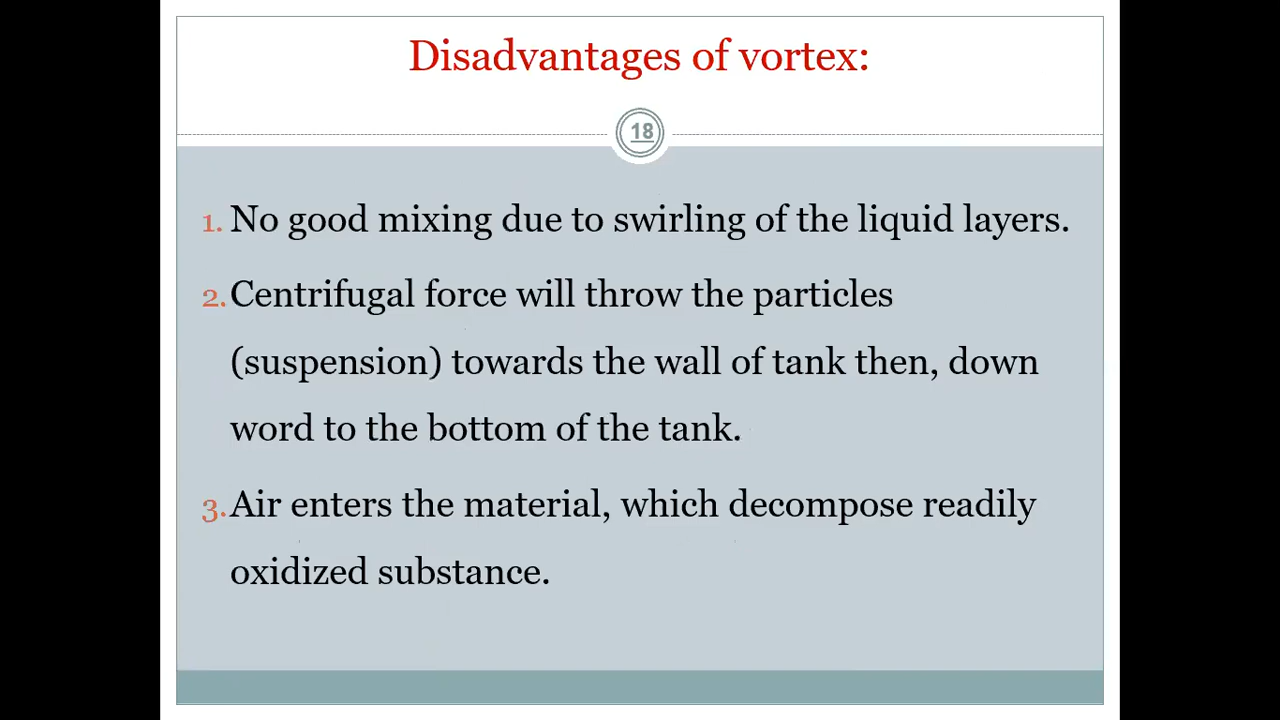 Disadvantages of vortex:
18
1. No good mixing due to swirling of the liquid layers.
2. Centrifugal force will throw the particles
(suspension) towards the wall of tank then, down
word to the bottom of the tank.
3. Air enters the material, which decompose readily
oxidized substance.